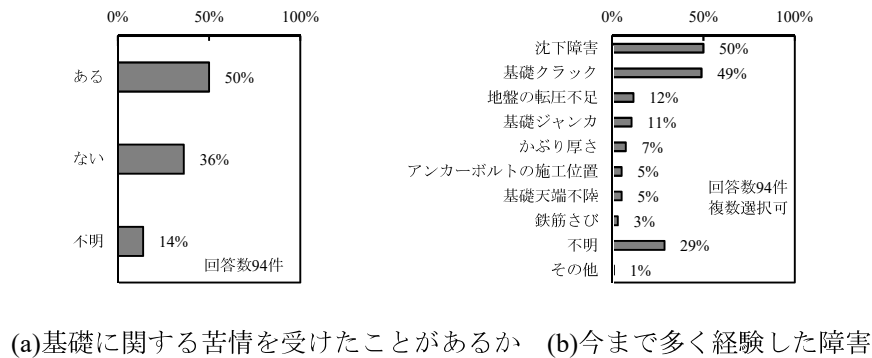 0% 50% 100%
ある 50%
ない 36%
不明 14%
回答数94件
(a)基礎に関する苦情を受けたことがあるか
0% 50% 100%
沈下障害 50%
基礎クラック 49%
地盤の転圧不足 12%
基礎ジャンカ 11%
かぶり厚さ 7%
アンカーボルトの施工位置 5%
基礎天端不陸 5%
鉄筋さび 3%
不明 29%
その他 1%
回答数94件
複数選択可
(b)今まで多く経験した障害